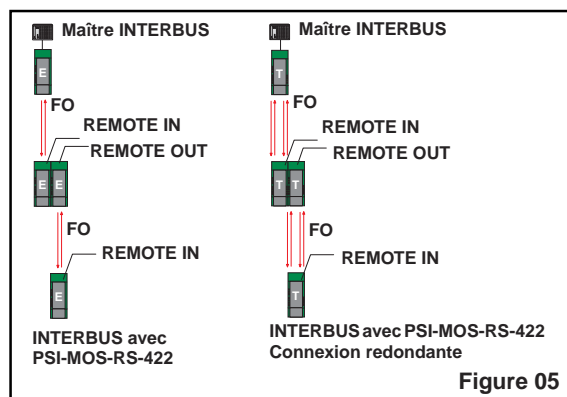 Maître INTERBUS
E
FO
REMOTE IN
REMOTE OUT
E E
FO
REMOTE IN
E
INTERBUS avec
PSI-MOS-RS-422
Maître INTERBUS
T
FO
REMOTE IN
REMOTE OUT
T T
FO
REMOTE IN
T
INTERBUS avec PSI-MOS-RS-422
Connexion redondante
Figure 05